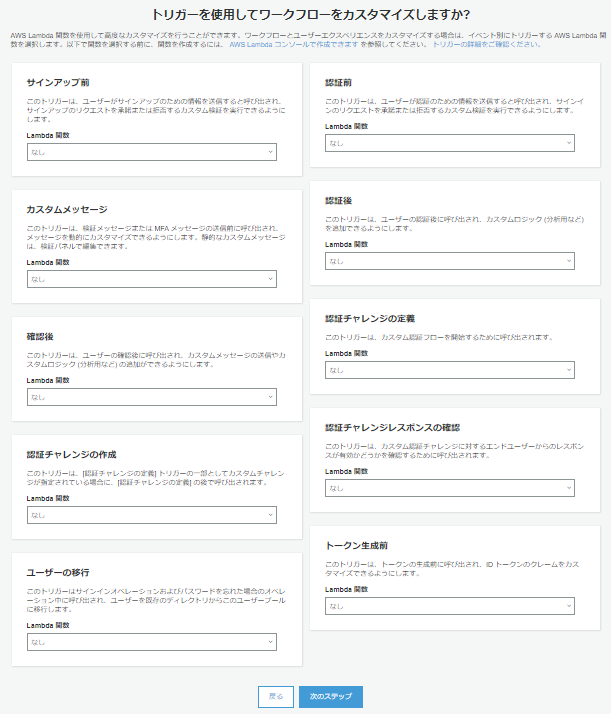 トリガーを使用してワークフローをカスタマイズしますか?
AWS Lambda 関数を使用して高度なカスタマイズを行うことができます。ワークフローとユーザーエクスペリエンスをカスタマイズする場合は、イベント別にトリガーする AWS Lambda 関
数を選択します。以下で関数を選択する前に、関数を作成するには、 AWS Lambda コンソールで作成できます を参照してください。 トリガーの詳細をご確認ください。
サインアップ前
このトリガーは、ユーザーがサインアップのための情報を送信すると呼び出され、
サインアップのリクエストを承認または拒否するカスタム検証を実行できるように
します。
Lambda 関数
なし
カスタムメッセージ
このトリガーは、検証メッセージまたは MFA メッセージの送信前に呼び出され、
メッセージを動的にカスタマイズできるようにします。静的なカスタムメッセージ
は、検証パネルで編集できます。
Lambda 関数
なし
確認後
このトリガーは、ユーザーの確認後に呼び出され、カスタムメッセージの送信やカ
スタムロジック (分析用など) の追加ができるようにします。
Lambda 関数
なし
認証チャレンジの作成
このトリガーは、[認証チャレンジの定義] トリガーの一部としてカスタムチャレン
ジが指定されている場合に、[認証チャレンジの定義] の後で呼び出されます。
Lambda 関数
なし
ユーザーの移行
このトリガーはサインインオペレーションおよびパスワードを忘れた場合のオペレ
ーション中に呼び出され、ユーザーを既存のディレクトリからこのユーザープール
に移行します。
Lambda 関数
なし
認証前
このトリガーは、ユーザーが認証のための情報を送信すると呼び出され、サインイ
ンのリクエストを承認または拒否するカスタム検証を実行できるようにします。
Lambda 関数
なし
認証後
このトリガーは、ユーザーの認証後に呼び出され、カスタムロジック (分析用など)
を追加できるようにします。
Lambda 関数
なし
認証チャレンジの定義
このトリガーは、カスタム認証フローを開始するために呼び出されます。
Lambda 関数
なし
認証チャレンジレスポンスの確認
このトリガーは、カスタム認証チャレンジに対するエンドユーザーからのレスポン
スが有効かどうかを確認するために呼び出されます。
Lambda 関数
なし
トークン生成前
このトリガーは、トークンの生成前に呼び出され、ID トークンのクレームをカス
タマイズできるようにします。
Lambda 関数
なし
戻る
次のステップ